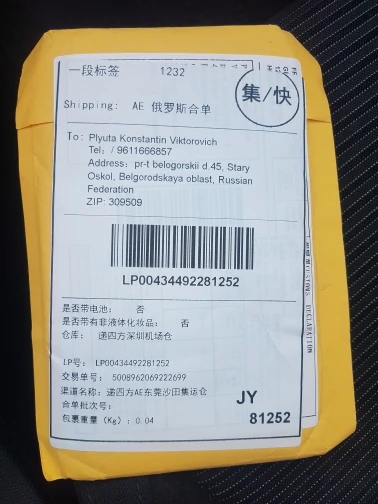 一段标签 1232
集/快
Shipping: AE 俄罗斯合单
To: Plyuta Konstantin Viktorovich
Tel: / 9611666857
Address: pr-t belogorskii d.45, Stary
Oskol, Belgorodskaya oblast, Russian
Federation
ZIP: 309509
LP00434492281252
是否带电池: 否
是否带有非液体化妆品: 否
仓库: 递四方深圳机场仓
LP号: LP00434492281252
交易单号: 5008962069222699
渠道名称: 递四方AE东莞沙田集运仓
合单批次号:
包裹重量(Kg): 0.04
JY
81252
DECLARATION